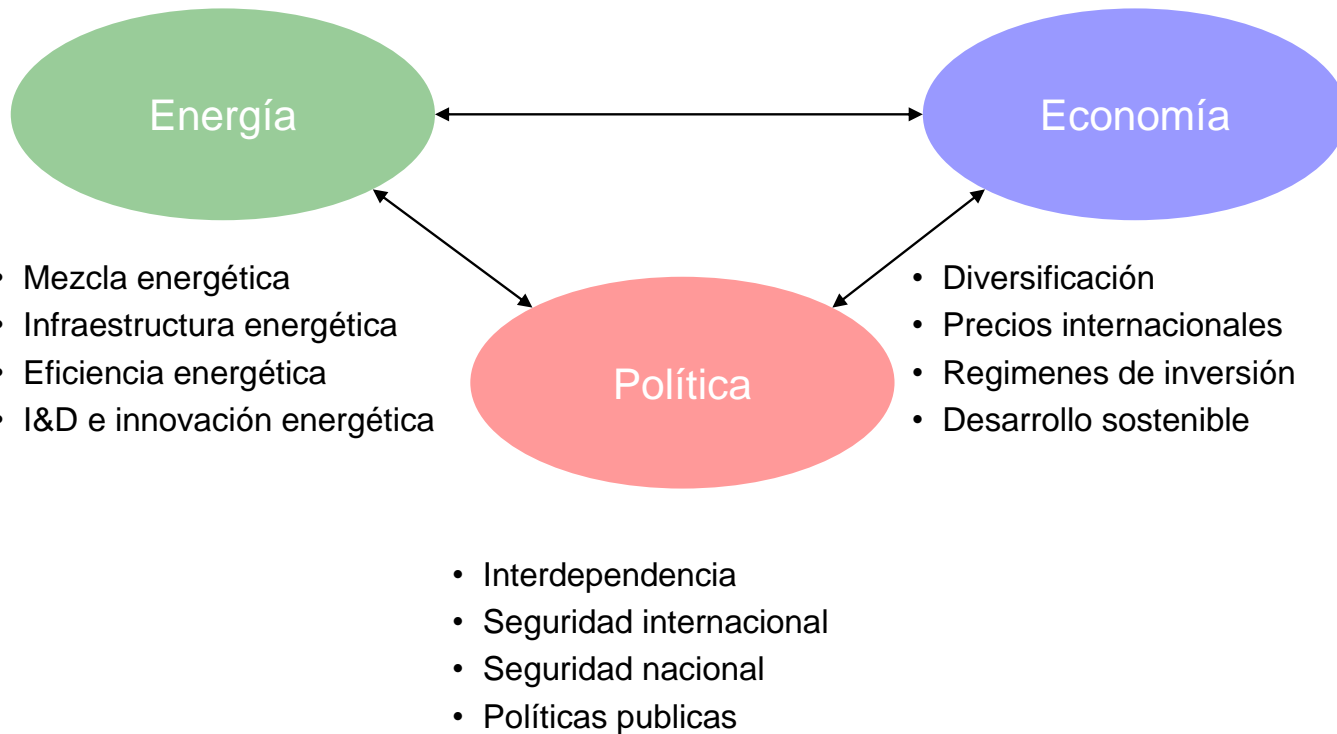 Energía
Economía
• Mezcla energética
• Infraestructura energética
• Eficiencia energética
• I&D e innovación energética
Política
• Diversificación
• Precios internacionales
• Regimenes de inversión
• Desarrollo sostenible
• Interdependencia
• Seguridad internacional
• Seguridad nacional
• Políticas publicas